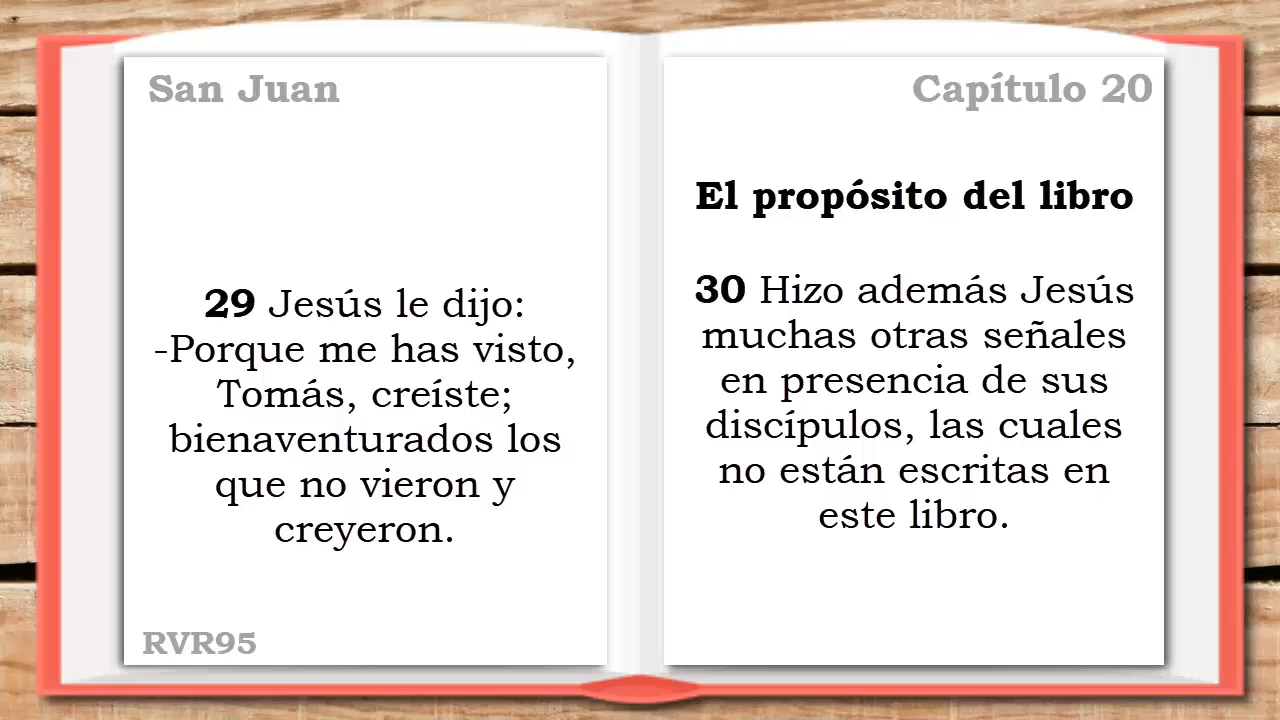 San Juan
29 Jesús le dijo:
-Porque me has visto,
Tomás, creíste;
bienaventurados los
que no vieron y
creyeron.
RVR95
Capítulo 20
El propósito del libro
30 Hizo además Jesús
muchas otras señales
en presencia de sus
discípulos, las cuales
no están escritas en
este libro.